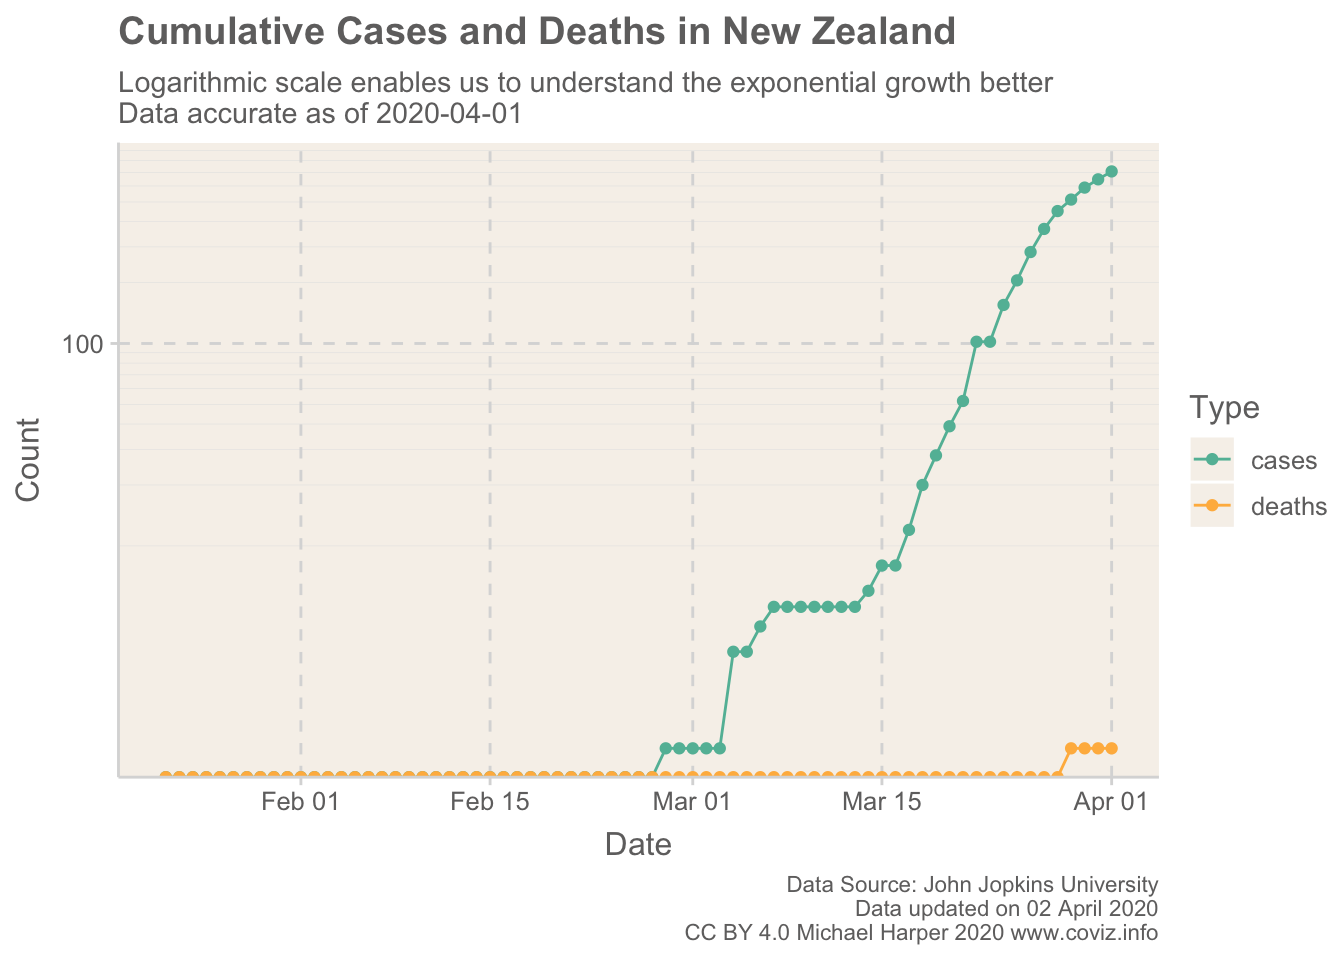 Cumulative Cases and Deaths in New Zealand
Logarithmic scale enables us to understand the exponential growth better
Data accurate as of 2020-04-01
100
Count
Feb 01
Feb 15
Mar 01
Mar 15
Apr 01
Date
Type
cases
deaths
Data Source: John Jopkins University
Data updated on 02 April 2020
CC BY 4.0 Michael Harper 2020 www.coviz.info